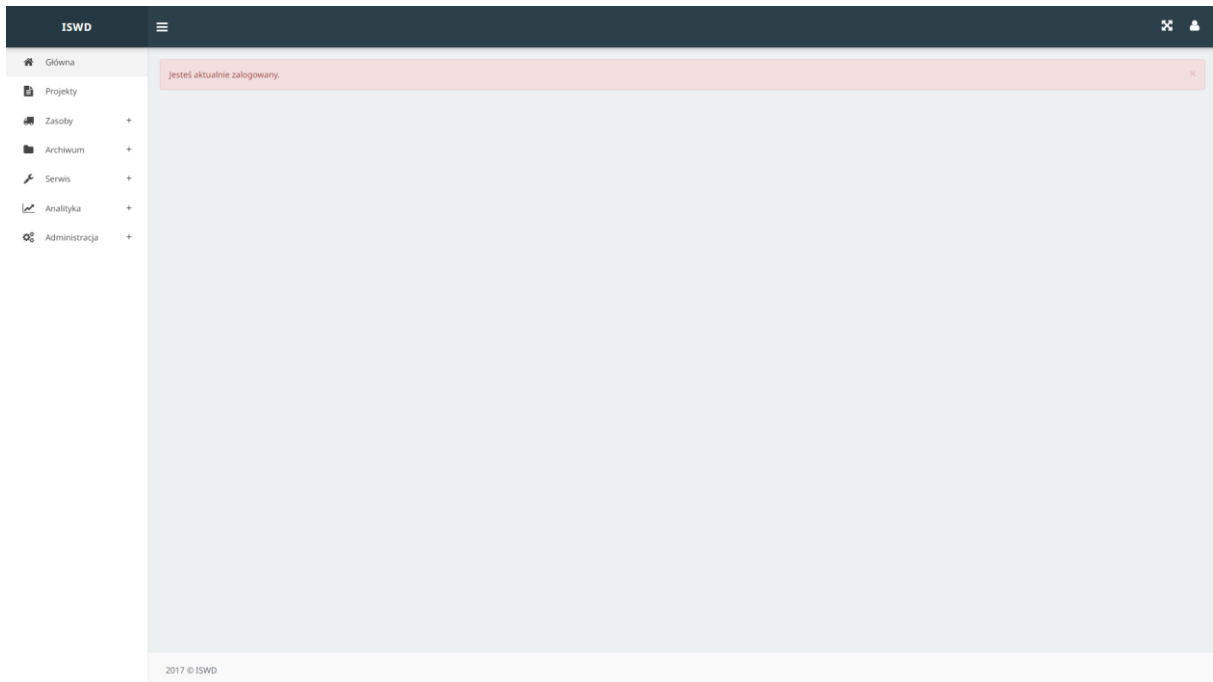 ISWD
Główna
Projekty
Zasoby +
Archiwum +
Serwis +
Analityka +
Administracja +
Jesteś aktualnie zalogowany. ×
2017 © ISWD